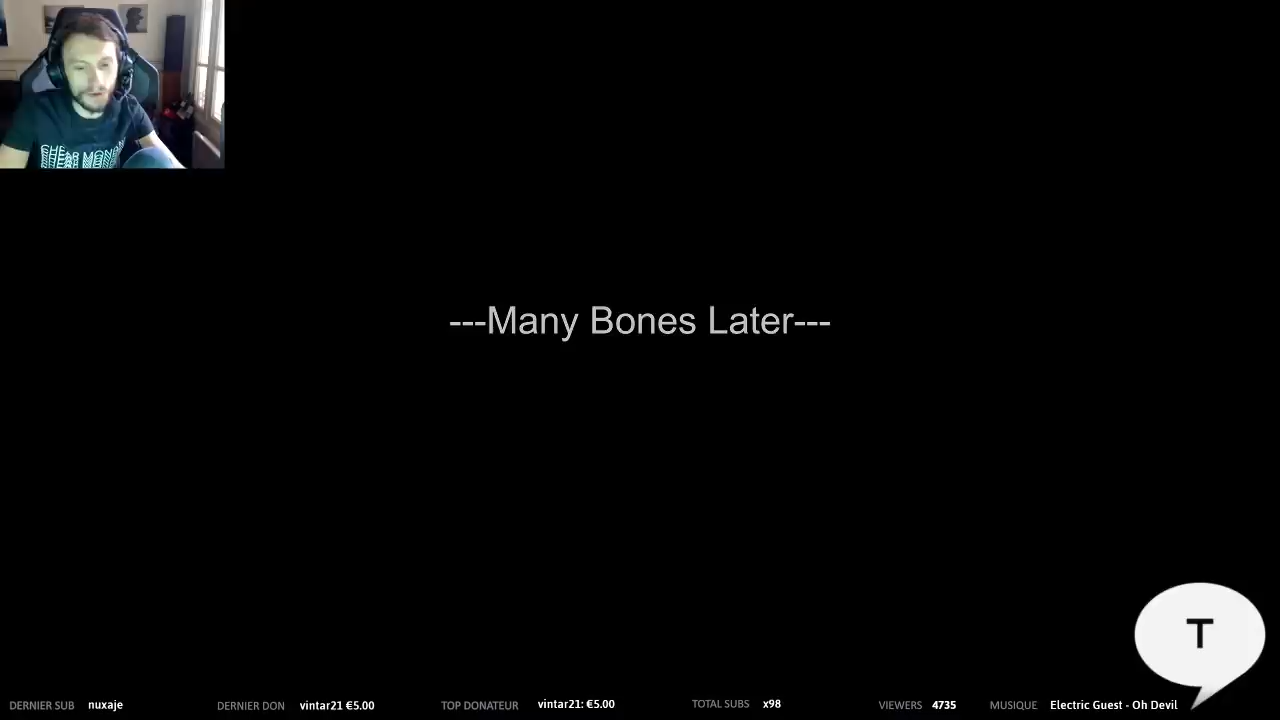 ---Many Bones Later---
T
DERNIER SUB nuxaje DERNIER DON vintar21 €5.00 TOP DONATEUR vintar21: €5.00 TOTAL SUBS x98 VIEWERS 4735 MUSIQUE Electric Guest - Oh Devil